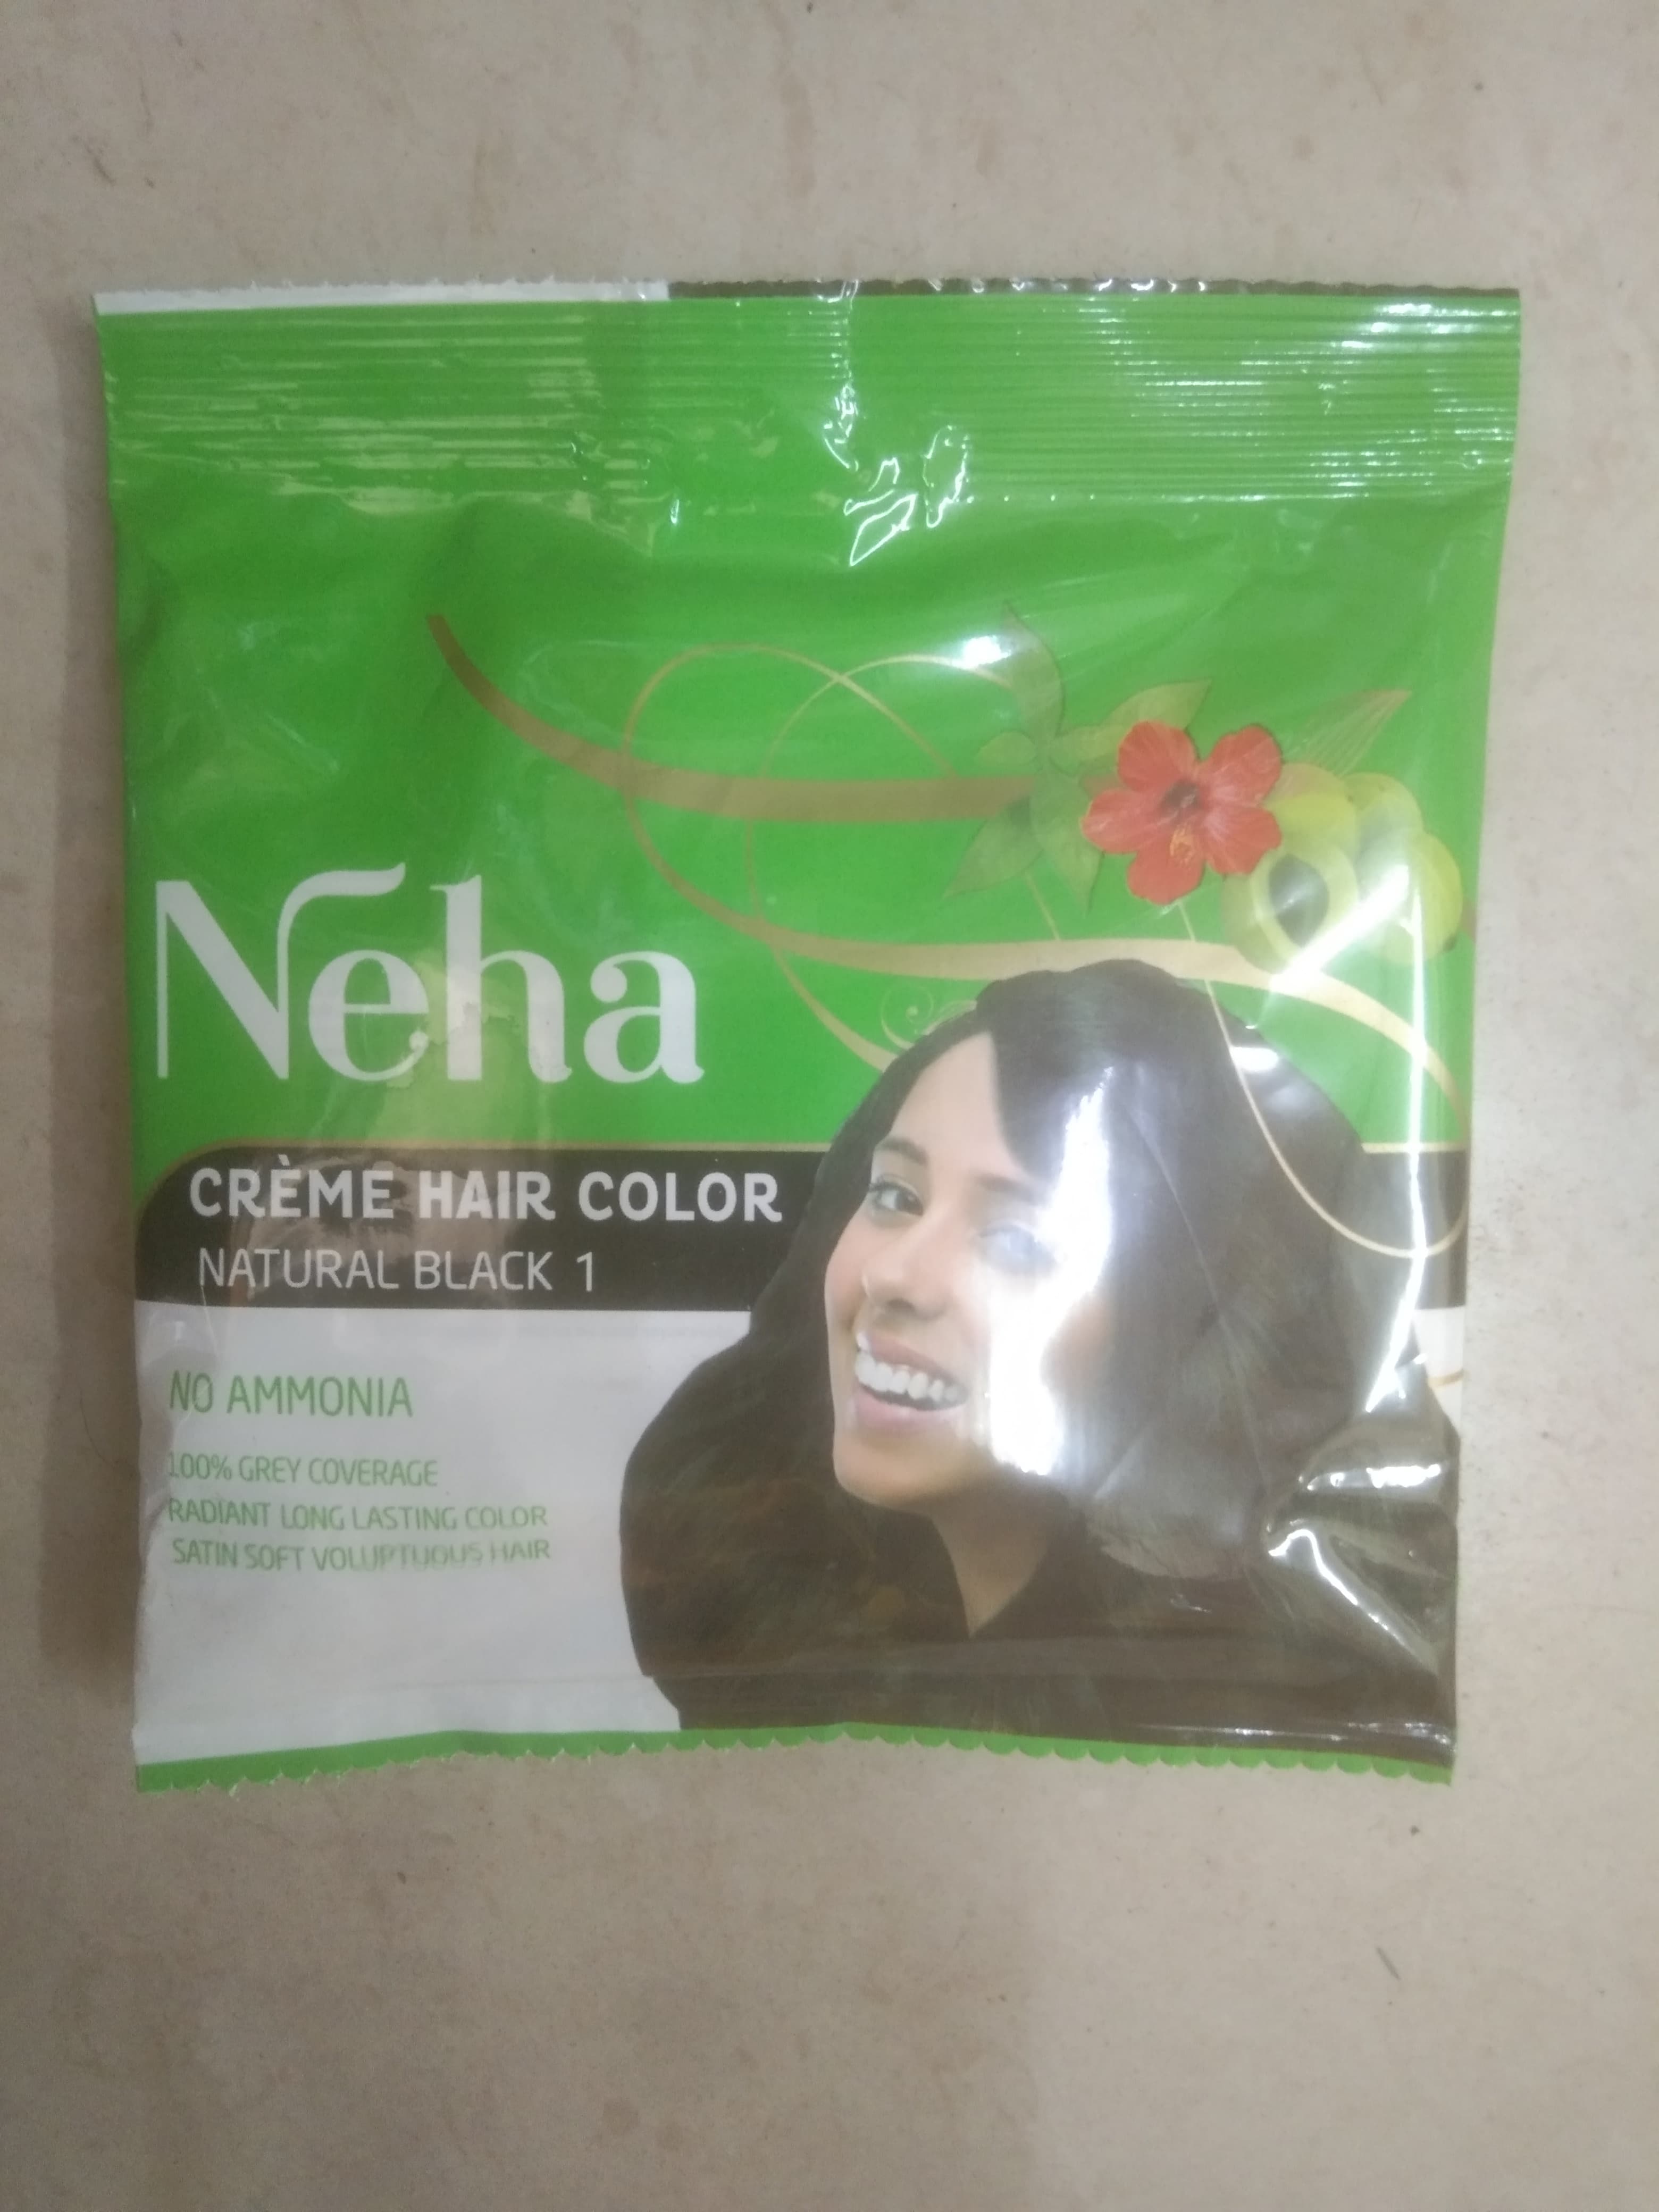 Neha
CRÈME HAIR COLOR
NATURAL BLACK 1
NO AMMONIA
100% GREY COVERAGE
RADIANT LONG LASTING COLOR
SATIN SOFT VOLUPTUOUS HAIR